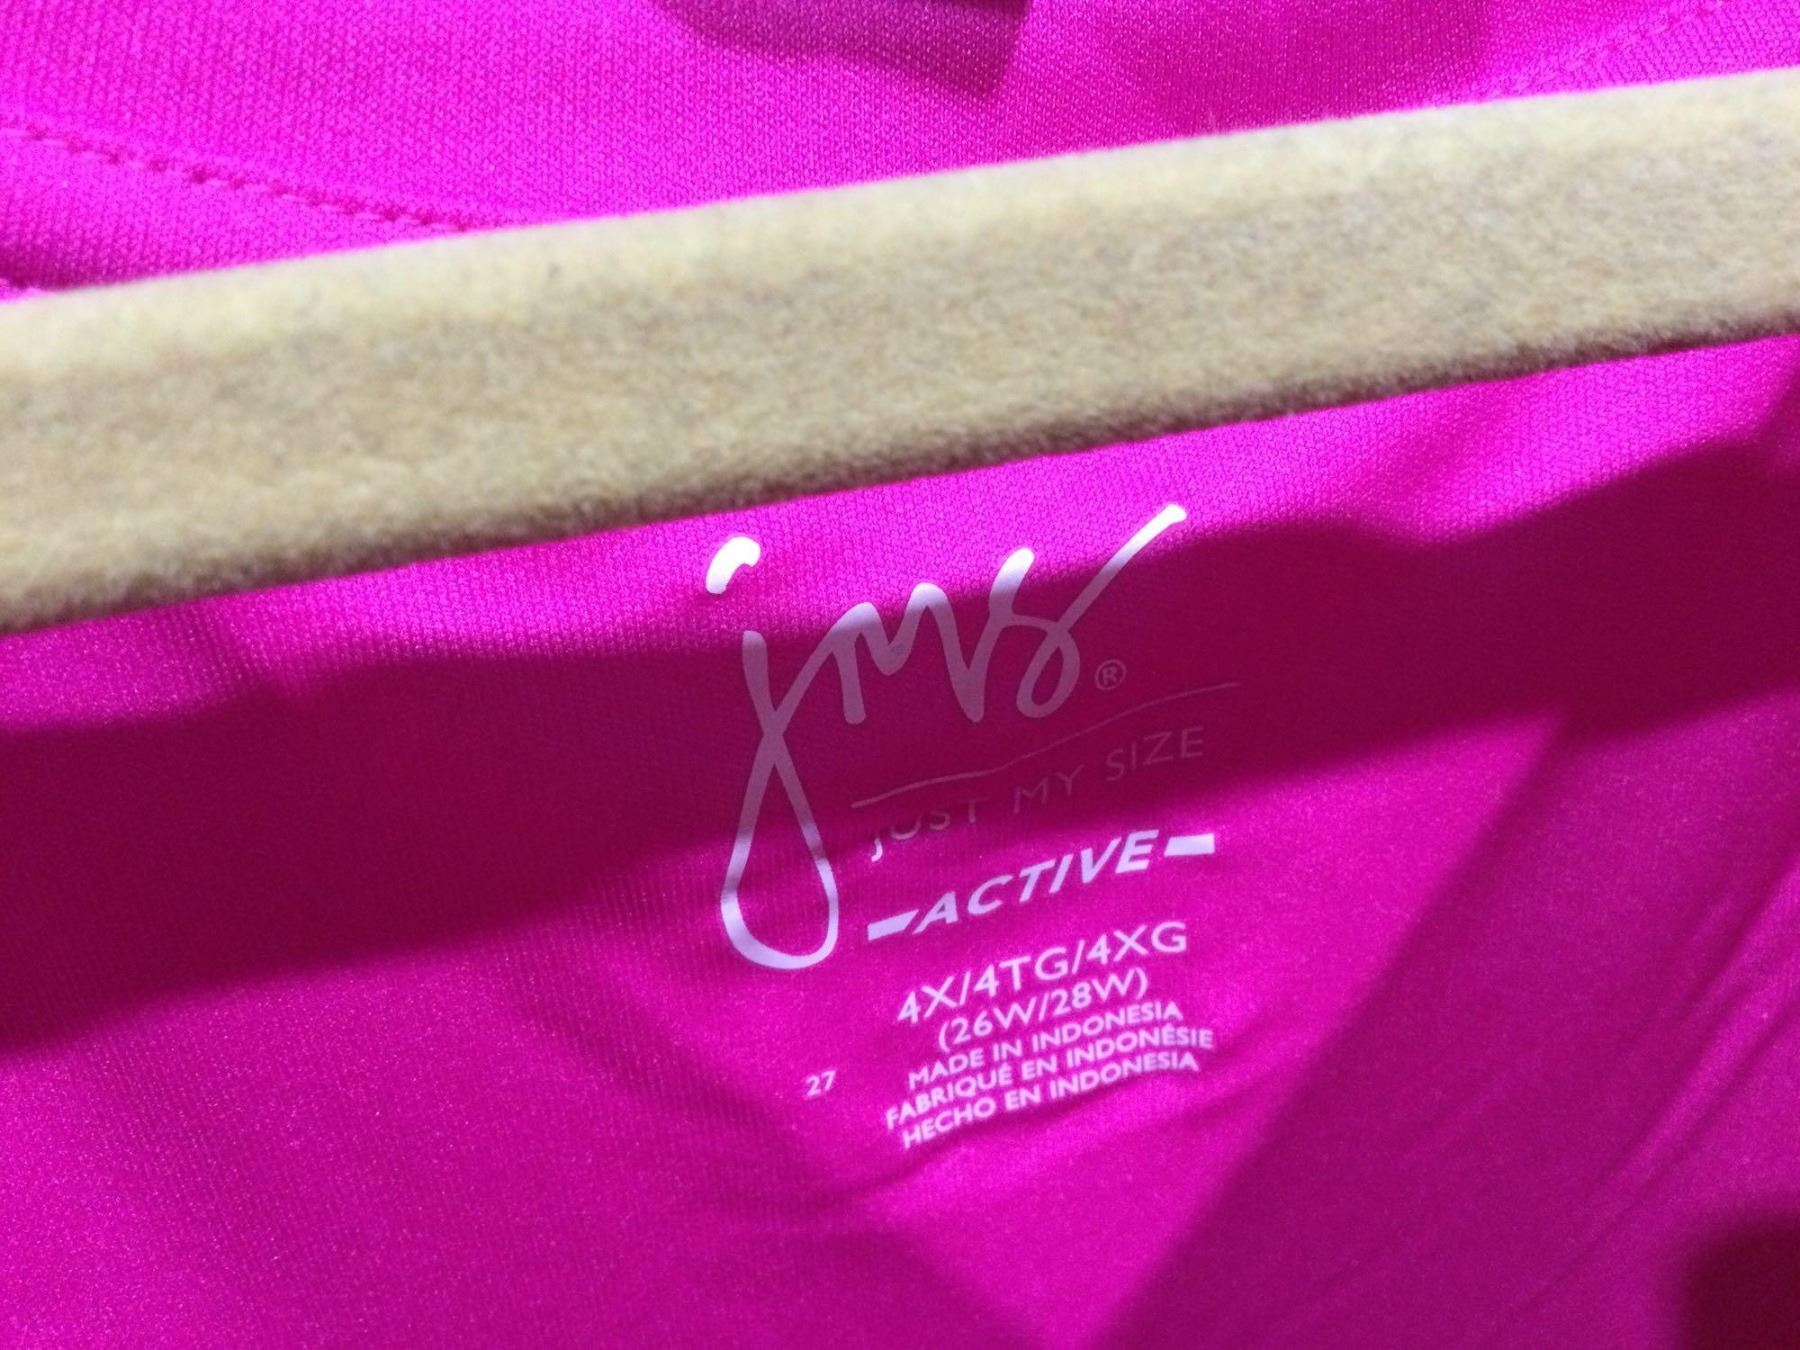 jms®
JUST MY SIZE
ACTIVE
4X/4TG/4XG
(26W/28W)
MADE IN INDONESIA
FABRIQUÉ EN INDONÉSIE
HECHO EN INDONESIA
27